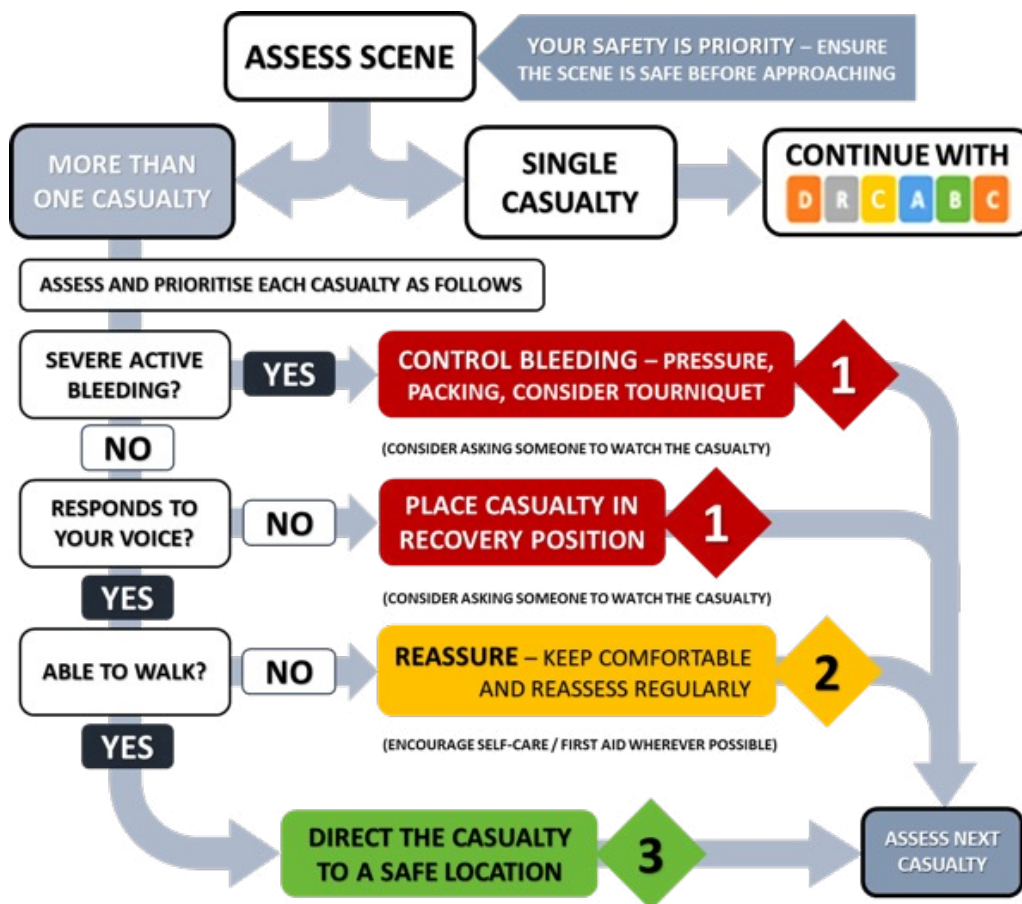 ASSESS SCENE
YOUR SAFETY IS PRIORITY – ENSURE
THE SCENE IS SAFE BEFORE APPROACHING
MORE THAN
ONE CASUALTY
SINGLE
CASUALTY
CONTINUE WITH
D R C A B C
ASSESS AND PRIORITISE EACH CASUALTY AS FOLLOWS
SEVERE ACTIVE
BLEEDING?
YES
CONTROL BLEEDING – PRESSURE,
PACKING, CONSIDER TOURNIQUET
1
(CONSIDER ASKING SOMEONE TO WATCH THE CASUALTY)
NO
RESPONDS TO
YOUR VOICE?
NO
PLACE CASUALTY IN
RECOVERY POSITION
1
(CONSIDER ASKING SOMEONE TO WATCH THE CASUALTY)
YES
ABLE TO WALK?
NO
REASSURE – KEEP COMFORTABLE
AND REASSESS REGULARLY
2
(ENCOURAGE SELF-CARE / FIRST AID WHEREVER POSSIBLE)
YES
DIRECT THE CASUALTY
TO A SAFE LOCATION
3
ASSESS NEXT
CASUALTY